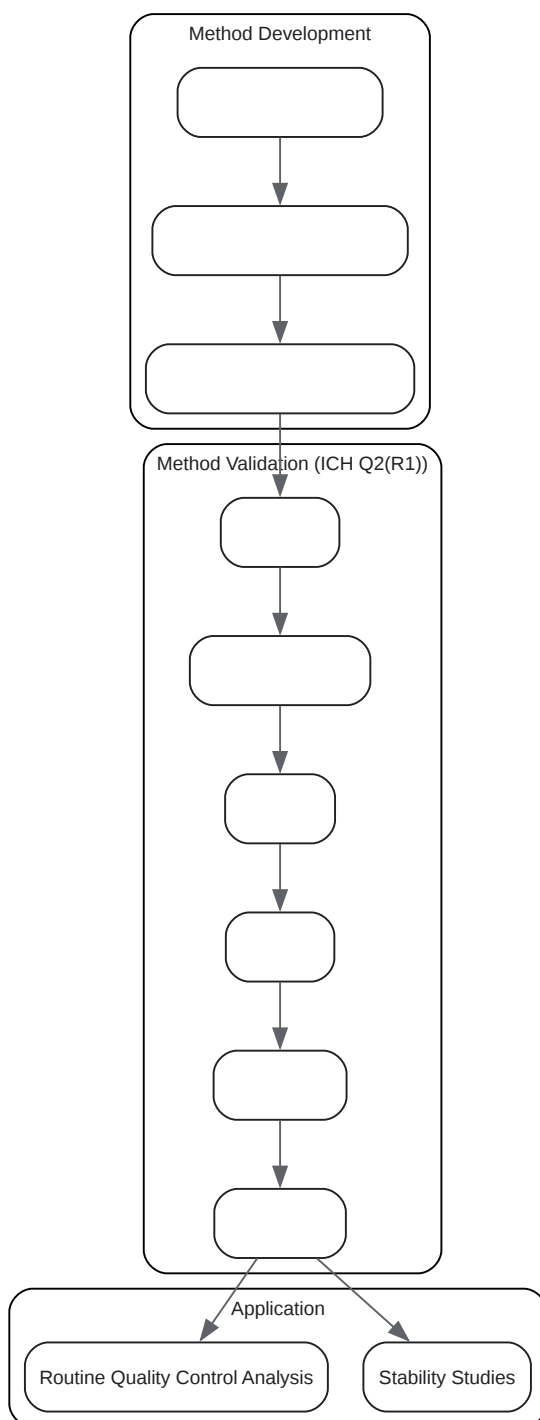 Method Development
Method Validation (ICH Q2(R1))
Application
Routine Quality Control Analysis
Stability Studies